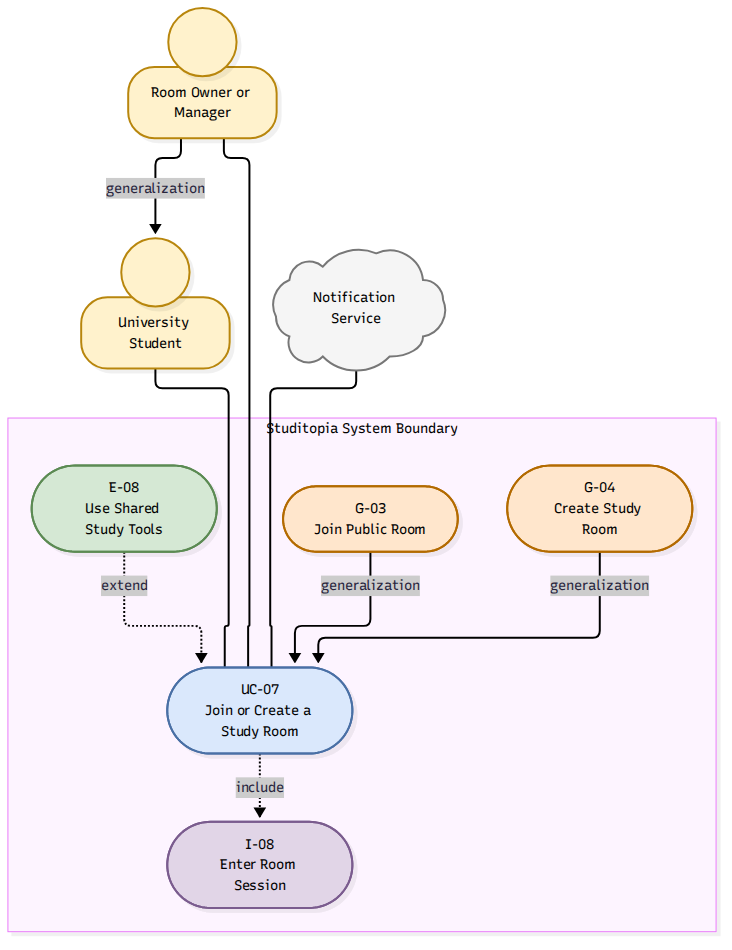 Room Owner or
Manager
generalization
University
Student
Notification
Service
Studitopia System Boundary
E-08
Use Shared
Study Tools
G-03
Join Public Room
G-04
Create Study
Room
extend
generalization
generalization
UC-07
Join or Create a
Study Room
include
I-08
Enter Room
Session